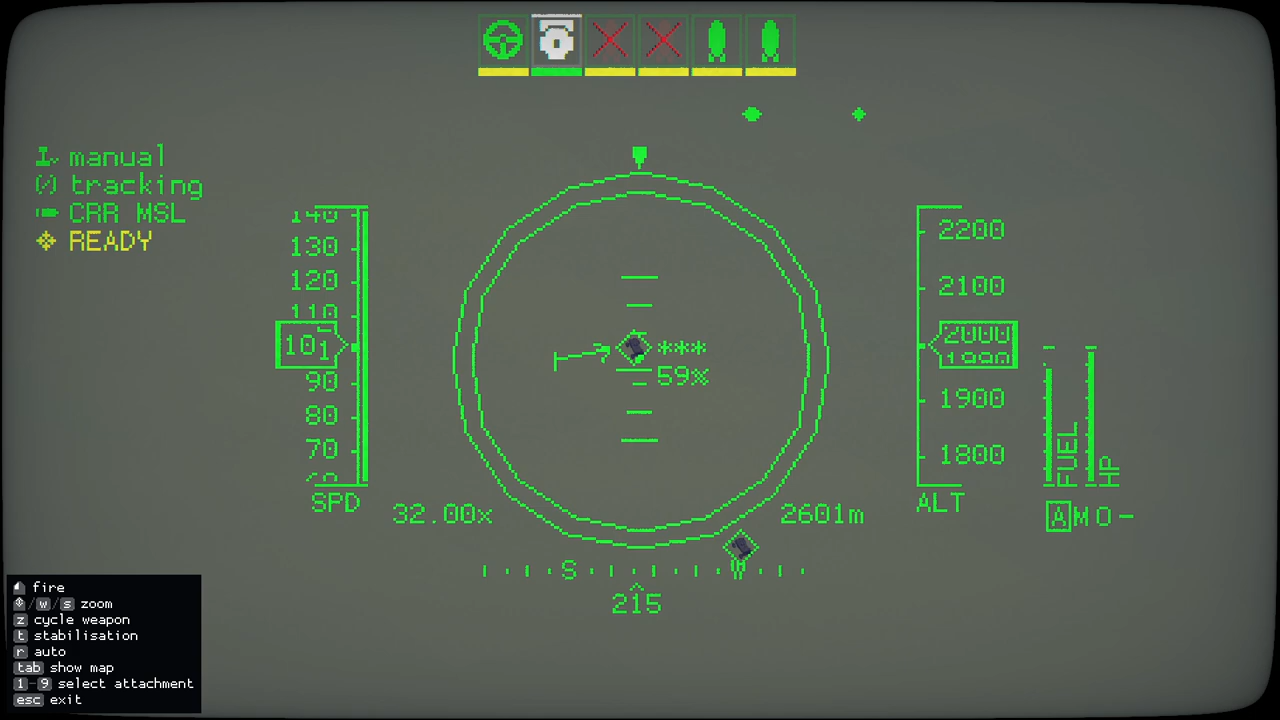 manual
tracking
CRR MSL
READY
140
130
120
110
101
90
80
70
SPD
32.00x
***
59%
2200
2100
2000
1990
1900
1800
ALT
2601m
FUEL
HP
AMO-
S
W
215
fire
/w/s zoom
z cycle weapon
t stabilisation
r auto
tab show map
1-9 select attachment
esc exit